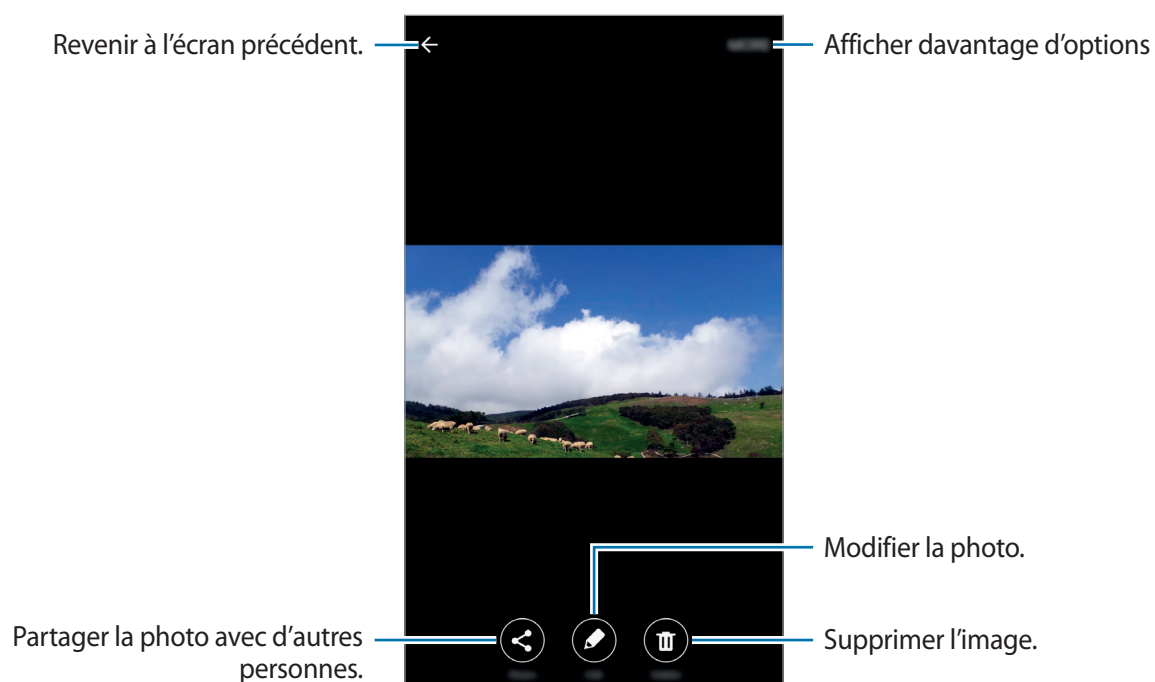 Revenir à l’écran précédent.
Afficher davantage d’options
Modifier la photo.
Partager la photo avec d’autres
personnes.
Supprimer l’image.